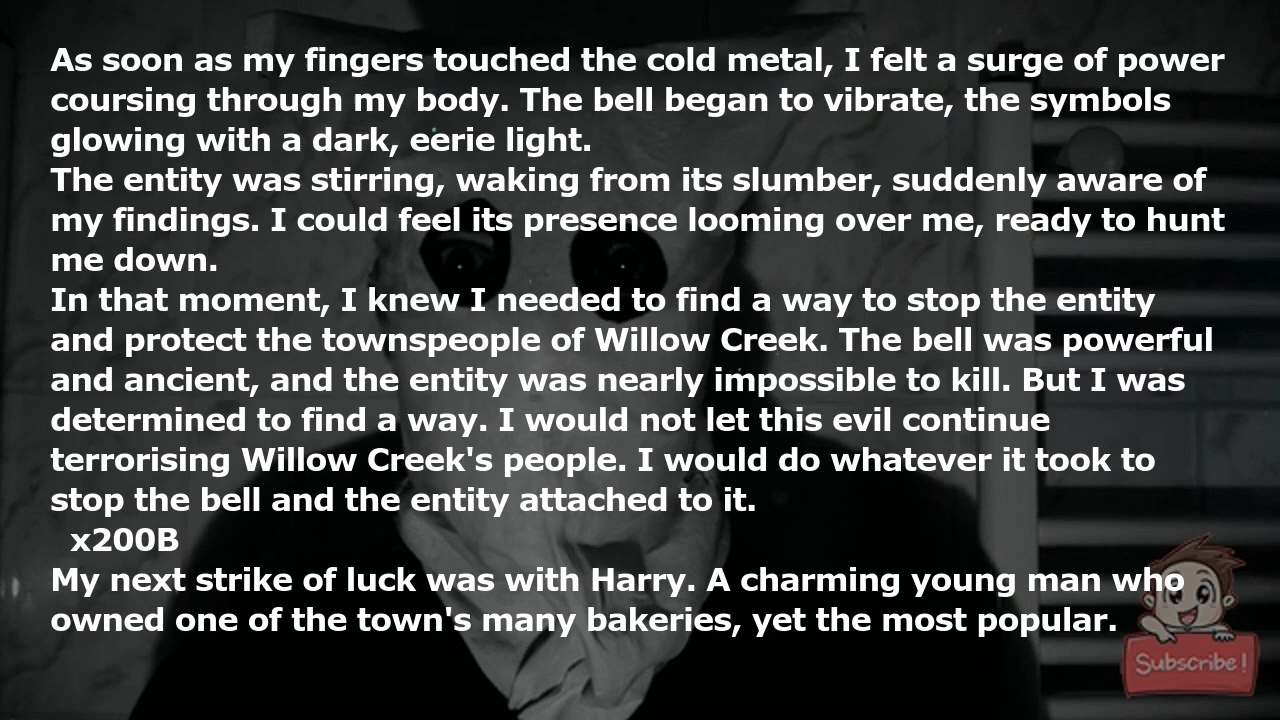 As soon as my fingers touched the cold metal, I felt a surge of power
coursing through my body. The bell began to vibrate, the symbols
glowing with a dark, eerie light.
The entity was stirring, waking from its slumber, suddenly aware of
my findings. I could feel its presence looming over me, ready to hunt
me down.
In that moment, I knew I needed to find a way to stop the entity
and protect the townspeople of Willow Creek. The bell was powerful
and ancient, and the entity was nearly impossible to kill. But I was
determined to find a way. I would not let this evil continue
terrorising Willow Creek's people. I would do whatever it took to
stop the bell and the entity attached to it.
x200B
My next strike of luck was with Harry. A charming young man who
owned one of the town's many bakeries, yet the most popular.
Subscribe!